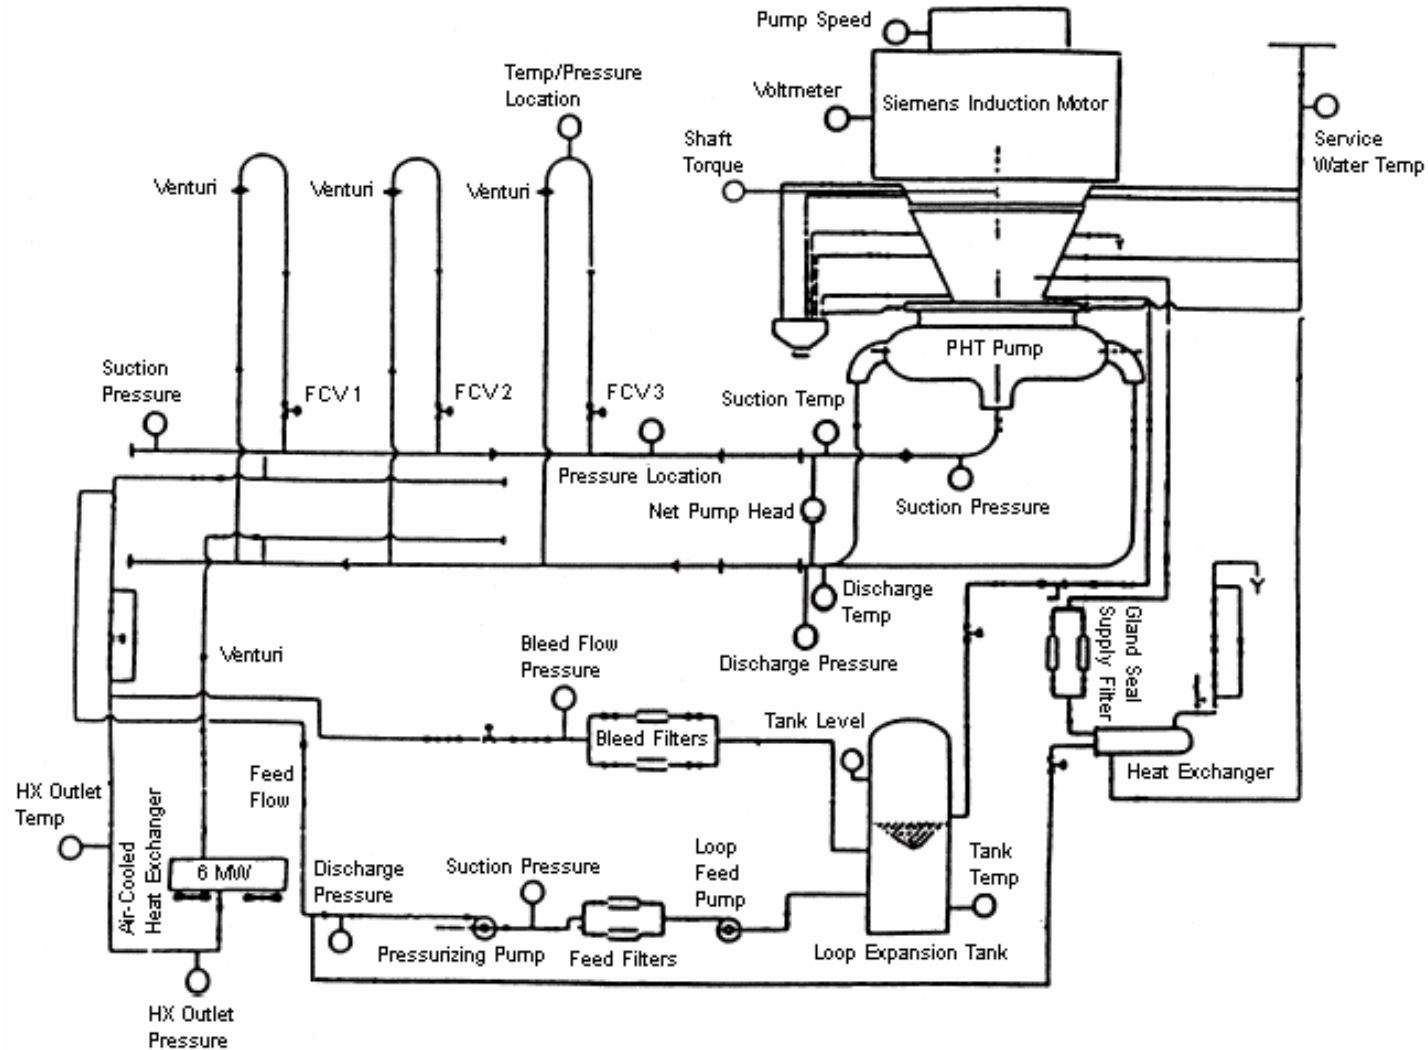 Pump Speed
Siemens Induction Motor
Voltmeter
Temp/Pressure
Location
Shaft
Torque
Service
Water Temp
Venturi
Venturi
Venturi
PHT Pump
Suction
Pressure
FCV1
FCV2
FCV3
Suction Temp
Pressure Location
Net Pump Head
Suction Pressure
Discharge
Temp
Discharge Pressure
Gland Seal
Supply Filter
Venturi
Bleed Flow
Pressure
Bleed Filters
Tank Level
Heat Exchanger
Feed
Flow
HX Outlet
Temp
Air-Cooled
Heat Exchanger
6 MW
Discharge
Pressure
Suction Pressure
Loop
Feed
Pump
Tank
Temp
Pressurizing Pump
Feed Filters
Loop Expansion Tank
HX Outlet
Pressure